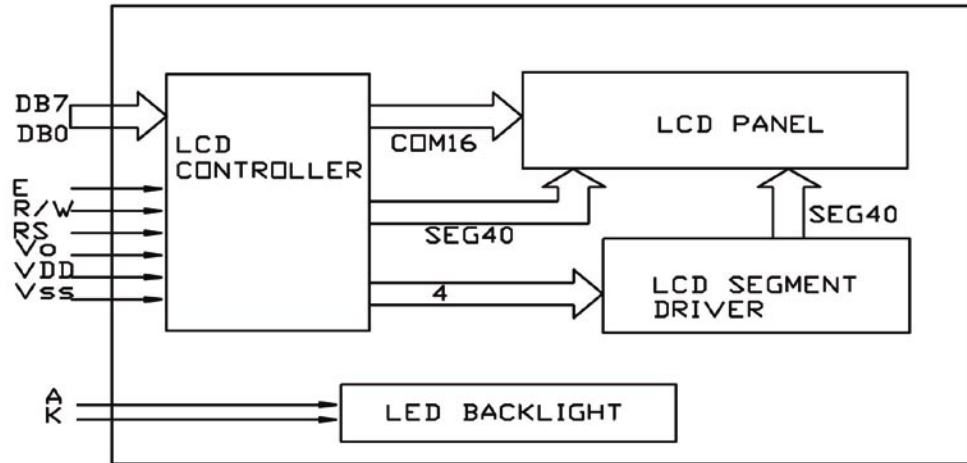 DB7
DB0
E
R/W
RS
Vo
VDD
Vss
A
K
LCD
CONTROLLER
COM16
SEG40
4
LCD PANEL
SEG40
LCD SEGMENT
DRIVER
LED BACKLIGHT